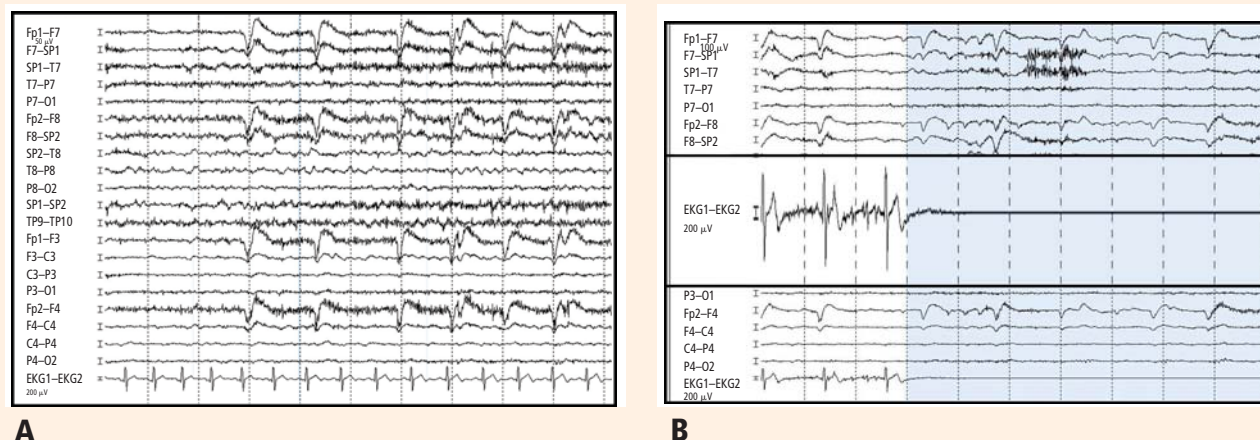 Fp1–F7
50 µV
F7–SP1
SP1–T7
T7–P7
P7–O1
Fp2–F8
F8–SP2
SP2–T8
T8–P8
P8–O2
SP1–SP2
TP9–TP10
Fp1–F3
F3–C3
C3–P3
P3–O1
Fp2–F4
F4–C4
C4–P4
P4–O2
EKG1–EKG2
200 µV
A
Fp1–F7
100 µV
F7–SP1
SP1–T7
T7–P7
P7–O1
Fp2–F8
F8–SP2
EKG1–EKG2
200 µV
P3–O1
Fp2–F4
F4–C4
C4–P4
P4–O2
EKG1–EKG2
200 µV
B